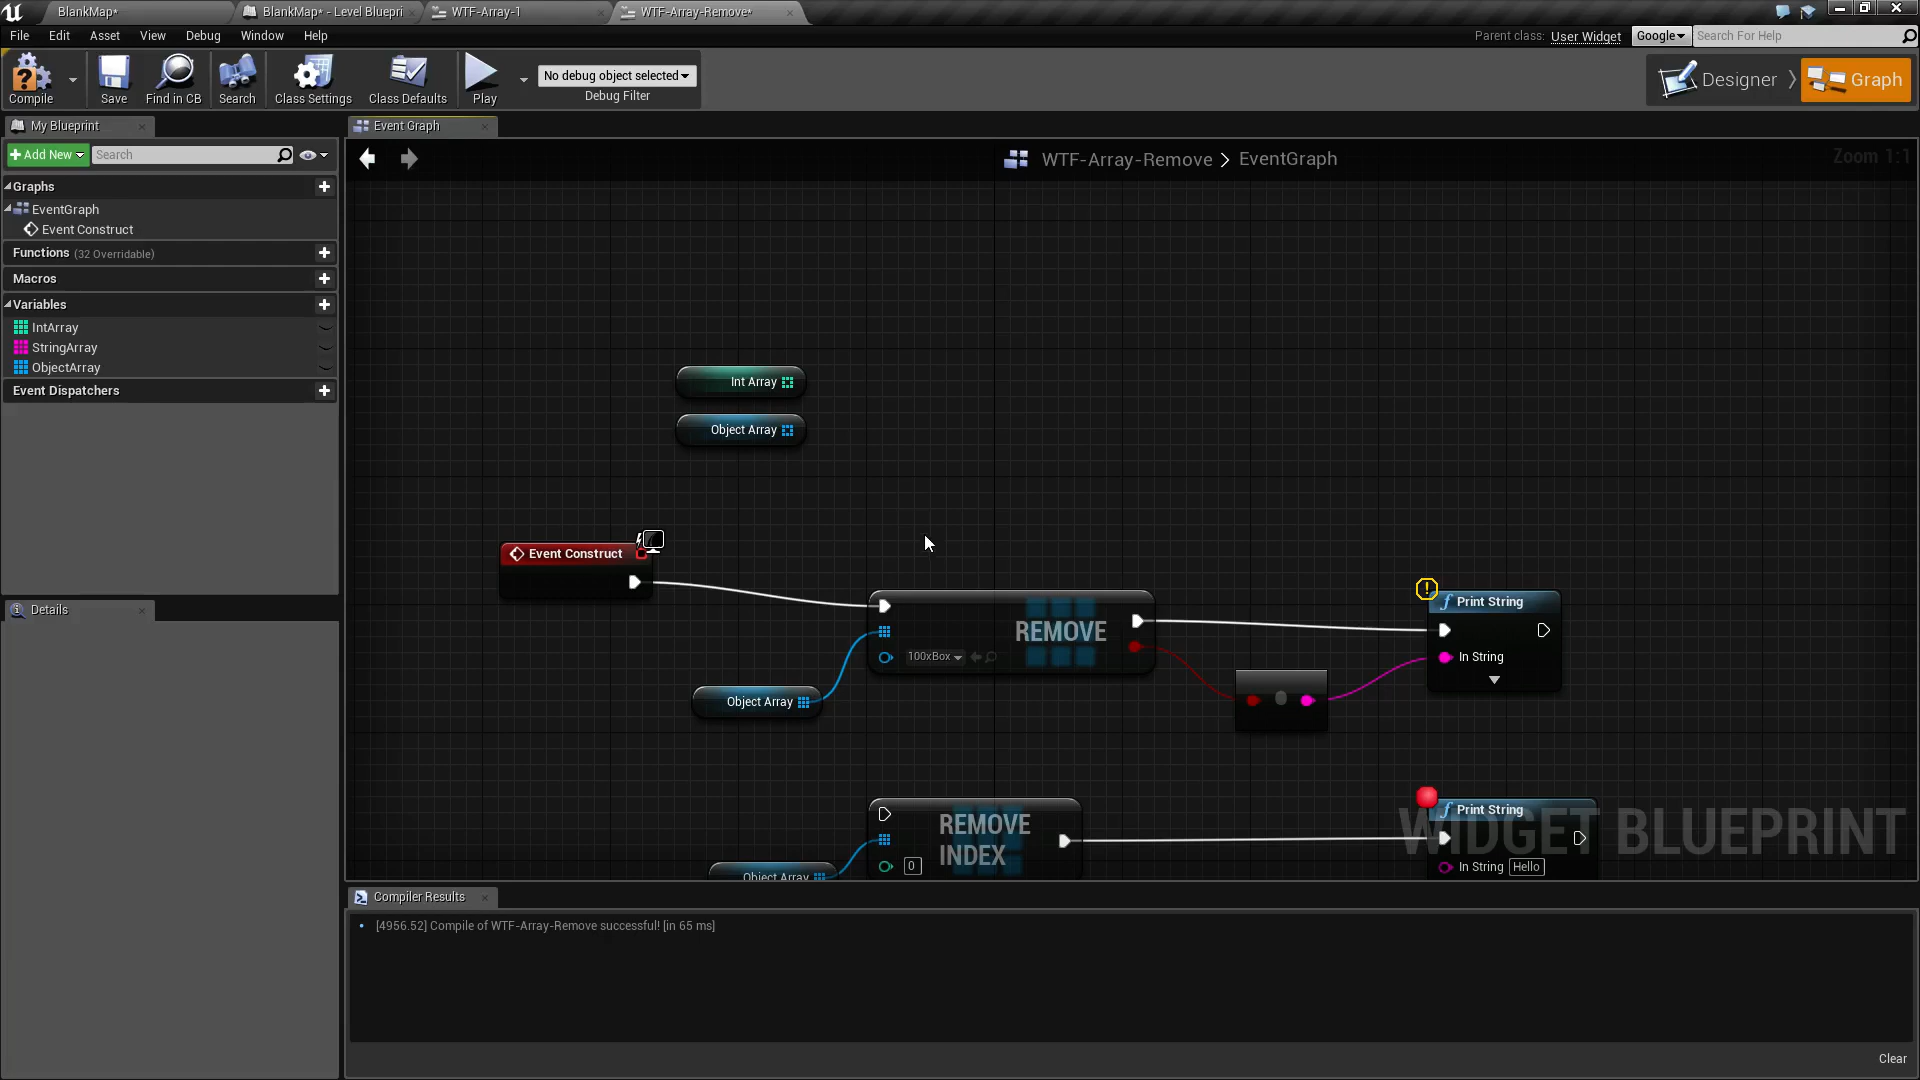 BlankMap*
BlankMap* - Level Bluepri
WTF-Array-1
WTF-Array-Remove*
File Edit Asset View Debug Window Help
Parent class: User Widget Google Search For Help
Compile
Save
Find in CB
Search
Class Settings
Class Defaults
Play
No debug object selected
Debug Filter
Designer
Graph
My Blueprint
Event Graph
Add New Search
WTF-Array-Remove > EventGraph
Zoom 1:1
Graphs
EventGraph
Event Construct
Functions (32 Overridable)
Macros
Variables
IntArray
StringArray
ObjectArray
Event Dispatchers
Int Array
Object Array
Event Construct
REMOVE
100xBox
Object Array
Print String
In String
Details
REMOVE
INDEX
0
Object Array
Print String
In String Hello
WIDGET BLUEPRINT
Compiler Results
[4956.52] Compile of WTF-Array-Remove successful! [in 65 ms]
Clear